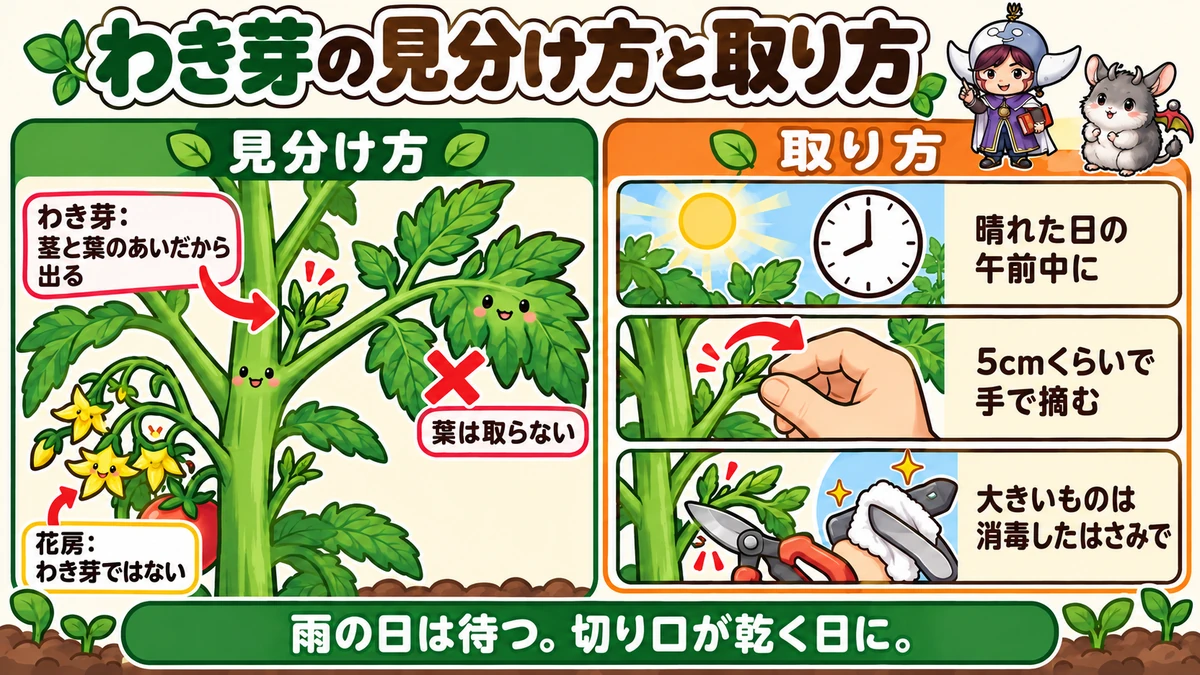 わき芽の見分け方と取り方
見分け方
わき芽：
茎と葉のあいだから
出る
葉は取らない
花房：
わき芽ではない
取り方
晴れた日の
午前中に
5cmくらいで
手で摘む
大きいものは
消毒したはさみで
雨の日は待つ。切り口が乾く日に。